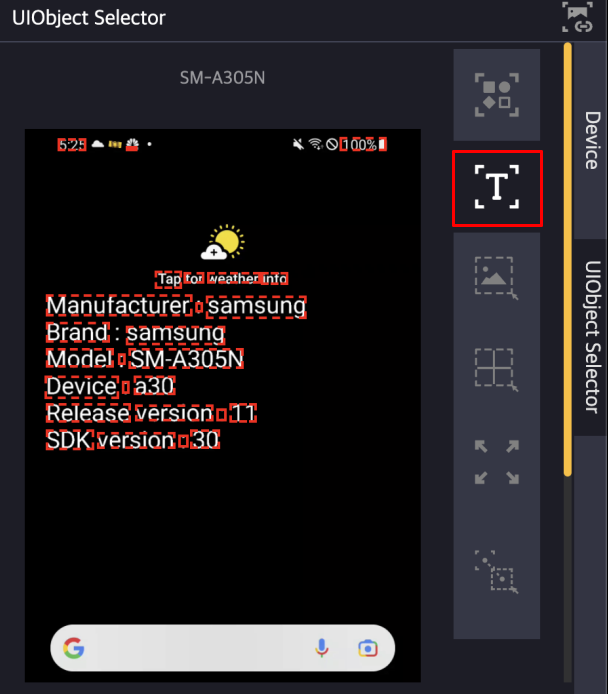 UIObject Selector
SM-A305N
5:25
100%
Tap for weather info
Manufacturer : samsung
Brand : samsung
Model : SM-A305N
Device : a30
Release version : 11
SDK version : 30
Device
UIObject Selector